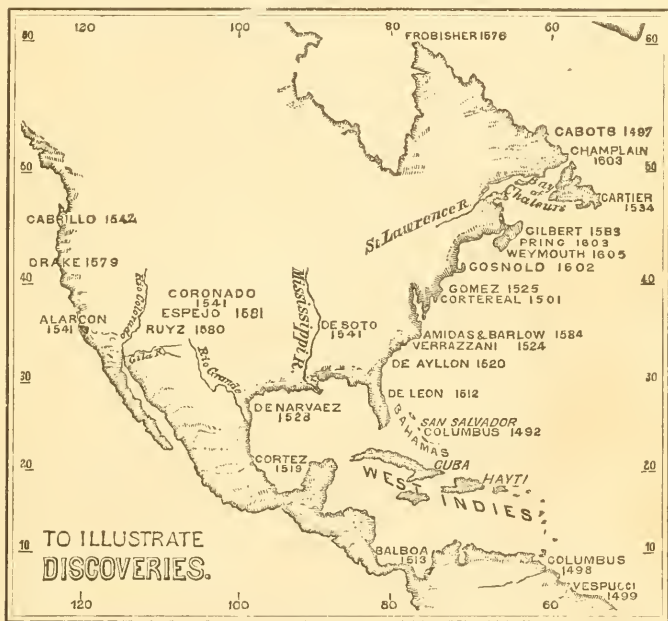 120
100
80
60
60
FROBISHER 1576
CABOTS 1497
CHAMPLAIN
1603
50
50
Bay
of
Chaleurs
CARTIER
1534
St Lawrence R.
CABRILLO 1542
GILBERT 1583
PRING 1603
WEYMOUTH 1605
DRAKE 1579
GOSNOLD 1602
40
40
Rio Colorado
CORONADO
1541
ESPEJO 1581
Mississippi R.
GOMEZ 1525
CORTEREAL 1501
ALARCON
1541
RUYZ 1580
DE SOTO
1541
AMIDAS & BARLOW 1584
VERRAZZANI 1524
Gila R.
Rio Grande
DE AYLLON 1520
30
30
DE LEON 1512
DE NARVAEZ
1528
SAN SALVADOR
COLUMBUS 1492
BAHAMAS
CORTEZ
1519
CUBA
20
20
HAYTI
WEST INDIES
TO ILLUSTRATE
DISCOVERIES.
10
10
BALBOA
1513
COLUMBUS
1498
VESPUCCI
1499
120
100
80
60